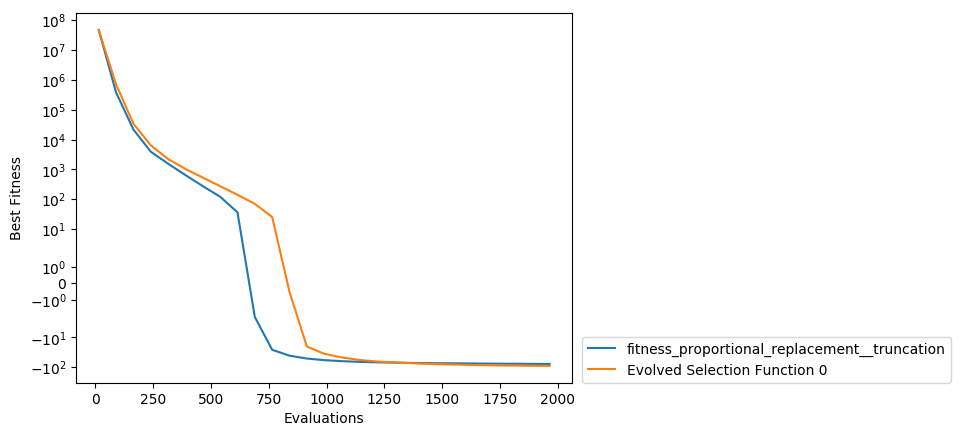 10⁸
10⁷
10⁶
10⁵
10⁴
10³
10²
10¹
10⁰
0
−10⁰
−10¹
−10²
Best Fitness
0 250 500 750 1000 1250 1500 1750 2000
Evaluations
fitness_proportional_replacement__truncation
Evolved Selection Function 0